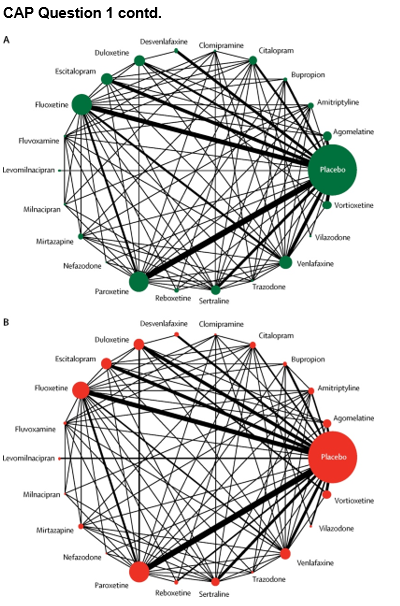 CAP Question 1 contd.
A
Desvenlafaxine
Clomipramine
Duloxetine
Citalopram
Escitalopram
Bupropion
Fluoxetine
Amitriptyline
Agomelatine
Fluvoxamine
Levomilnacipran
Placebo
Milnacipran
Vortioxetine
Mirtazapine
Vilazodone
Nefazodone
Venlafaxine
Paroxetine
Trazodone
Reboxetine
Sertraline
B
Desvenlafaxine
Clomipramine
Duloxetine
Citalopram
Escitalopram
Bupropion
Fluoxetine
Amitriptyline
Agomelatine
Fluvoxamine
Levomilnacipran
Placebo
Milnacipran
Vortioxetine
Mirtazapine
Vilazodone
Nefazodone
Venlafaxine
Paroxetine
Trazodone
Reboxetine
Sertraline